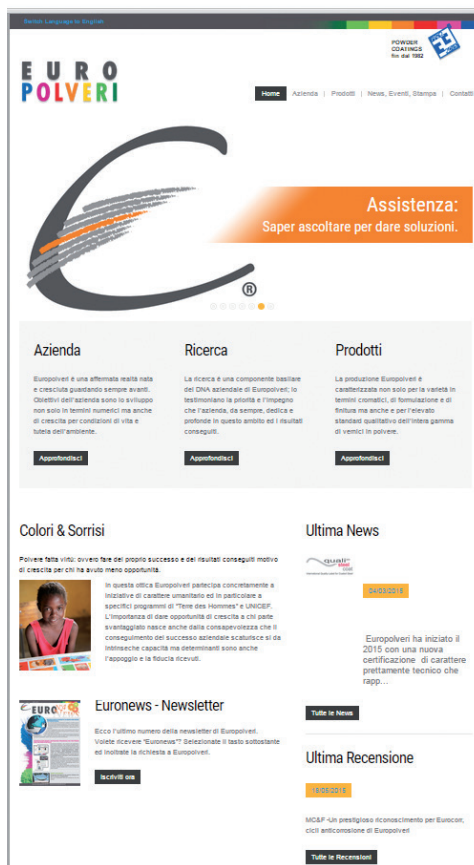 Switch Language to English
POWDER
COATINGS
fin dal 1982
EURO
POLVERI
Home Azienda | Prodotti | News, Eventi, Stampa | Contatti
Assistenza:
Saper ascoltare per dare soluzioni.
®
Azienda
Europolveri è una affermata realtà nata
e cresciuta guardando sempre avanti.
Obiettivi dell'azienda sono lo sviluppo
non solo in termini numerici ma anche
di crescita per condizioni di vita e
tutela dell'ambiente.
Approfondisci
Ricerca
La ricerca è una componente basilare
del DNA aziendale di Europolveri; lo
testimoniano la priorità e l'impegno
che l'azienda, da sempre, dedica e
profonde in questo ambito ed i risultati
conseguiti.
Approfondisci
Prodotti
La produzione Europolveri è
caratterizzata non solo per la varietà in
termini cromatici, di formulazione e di
finitura ma anche e per l'elevato
standard qualitativo dell'intera gamma
di vernici in polvere.
Approfondisci
Colori & Sorrisi
Polvere fatta virtù: ovvero fare del proprio successo e dei risultati conseguiti motivo
di crescita per chi ha avuto meno opportunità.
In questa ottica Europolveri partecipa concretamente a
iniziative di carattere umanitario ed in particolare a
specifici programmi di "Terre des Hommes" e UNICEF.
L'importanza di dare opportunità di crescita a chi parte
svantaggiato nasce anche dalla consapevolezza che il
conseguimento del successo aziendale scaturisce sì da
intrinseche capacità ma determinanti sono anche
l'appoggio e la fiducia ricevuti.
Euronews - Newsletter
EURO
Ecco l'ultimo numero della newsletter di Europolveri.
Volete ricevere "Euronews"? Selezionate il tasto sottostante
ed inoltrate la richiesta a Europolveri.
Iscriviti ora
Ultima News
04/03/2015
Europolveri ha iniziato il
2015 con una nuova
certificazione di carattere
prettamente tecnico che
rapp...
Tutte le News
Ultima Recensione
MC&F -Un prestigioso riconoscimento per Eurocon,
cicli anticorrosione di Europolveri
Tutte le Recensioni